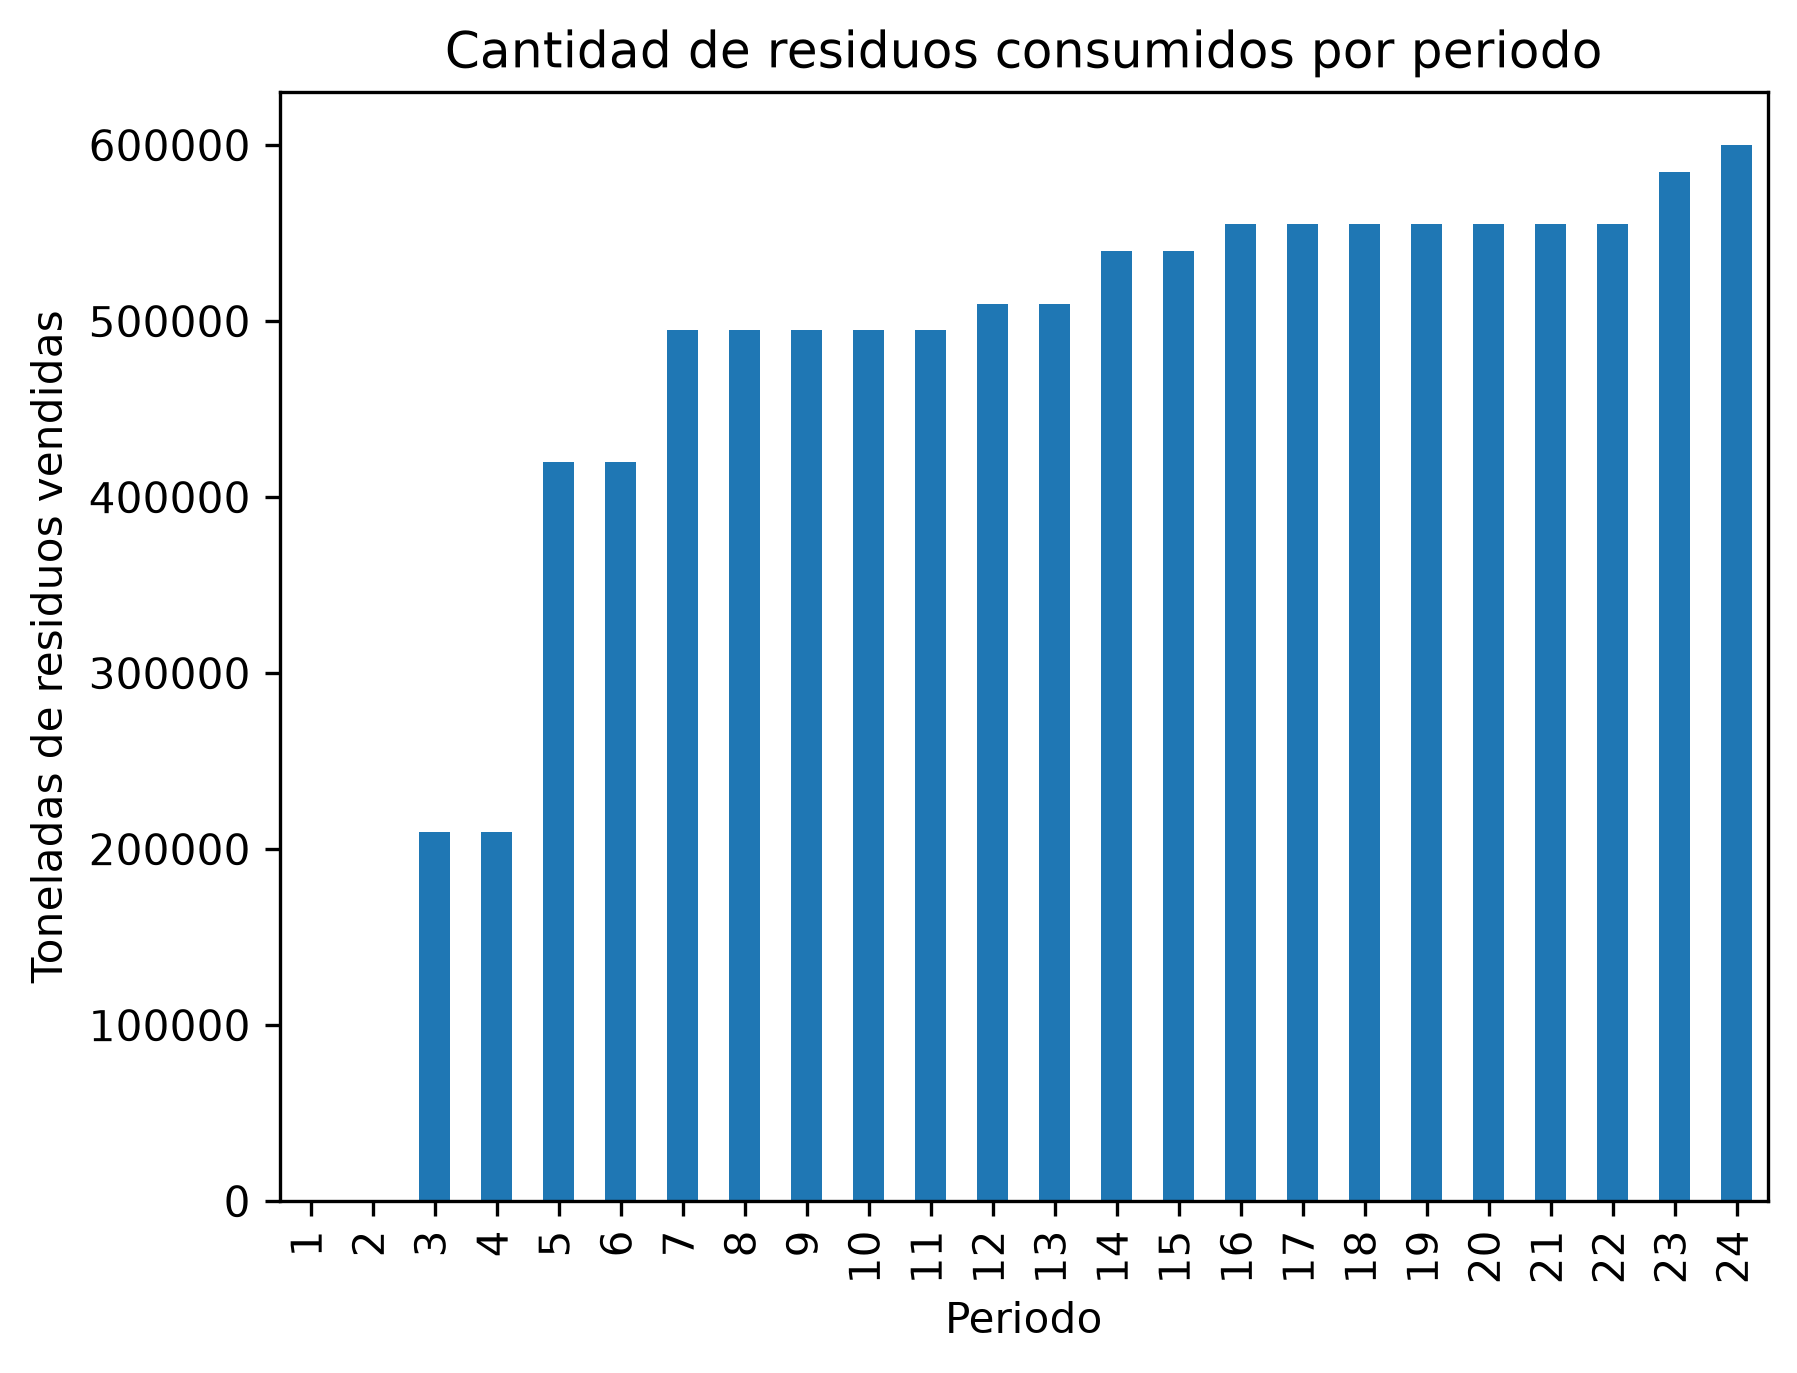 Cantidad de residuos consumidos por periodo
Toneladas de residuos vendidas
600000
500000
400000
300000
200000
100000
0
1 2 3 4 5 6 7 8 9 10 11 12 13 14 15 16 17 18 19 20 21 22 23 24
Periodo